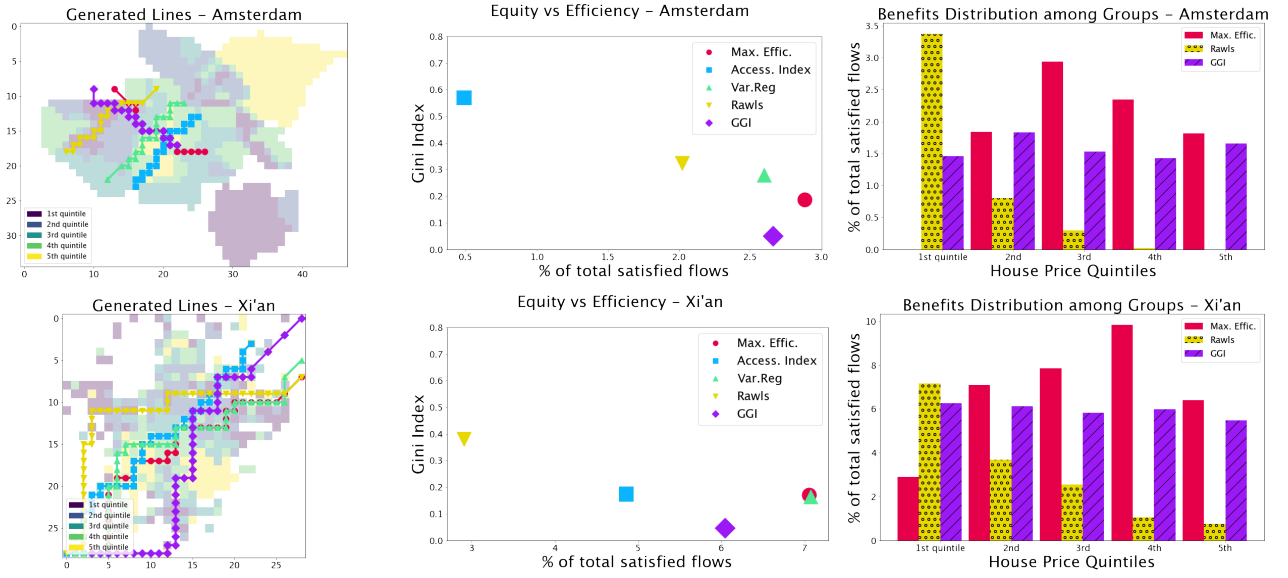 Generated Lines – Amsterdam
0
10
20
30
0
10
20
30
40
1st quintile
2nd quintile
3rd quintile
4th quintile
5th quintile
Equity vs Efficiency – Amsterdam
Gini Index
0.8
0.7
0.6
0.5
0.4
0.3
0.2
0.1
0.0
0.5
1.0
1.5
2.0
2.5
3.0
% of total satisfied flows
Max. Effic.
Access. Index
Var.Reg
Rawls
GGI
Benefits Distribution among Groups – Amsterdam
% of total satisfied flows
3.5
3.0
2.5
2.0
1.5
1.0
0.5
0.0
1st quintile
2nd
3rd
4th
5th
House Price Quintiles
Max. Effic.
Rawls
GGI
Generated Lines – Xi'an
0
5
10
15
20
25
0
5
10
15
20
25
1st quintile
2nd quintile
3rd quintile
4th quintile
5th quintile
Equity vs Efficiency – Xi'an
Gini Index
0.8
0.7
0.6
0.5
0.4
0.3
0.2
0.1
0.0
3
4
5
6
7
% of total satisfied flows
Max. Effic.
Access. Index
Var.Reg
Rawls
GGI
Benefits Distribution among Groups – Xi'an
% of total satisfied flows
10
8
6
4
2
0
1st quintile
2nd
3rd
4th
5th
House Price Quintiles
Max. Effic.
Rawls
GGI